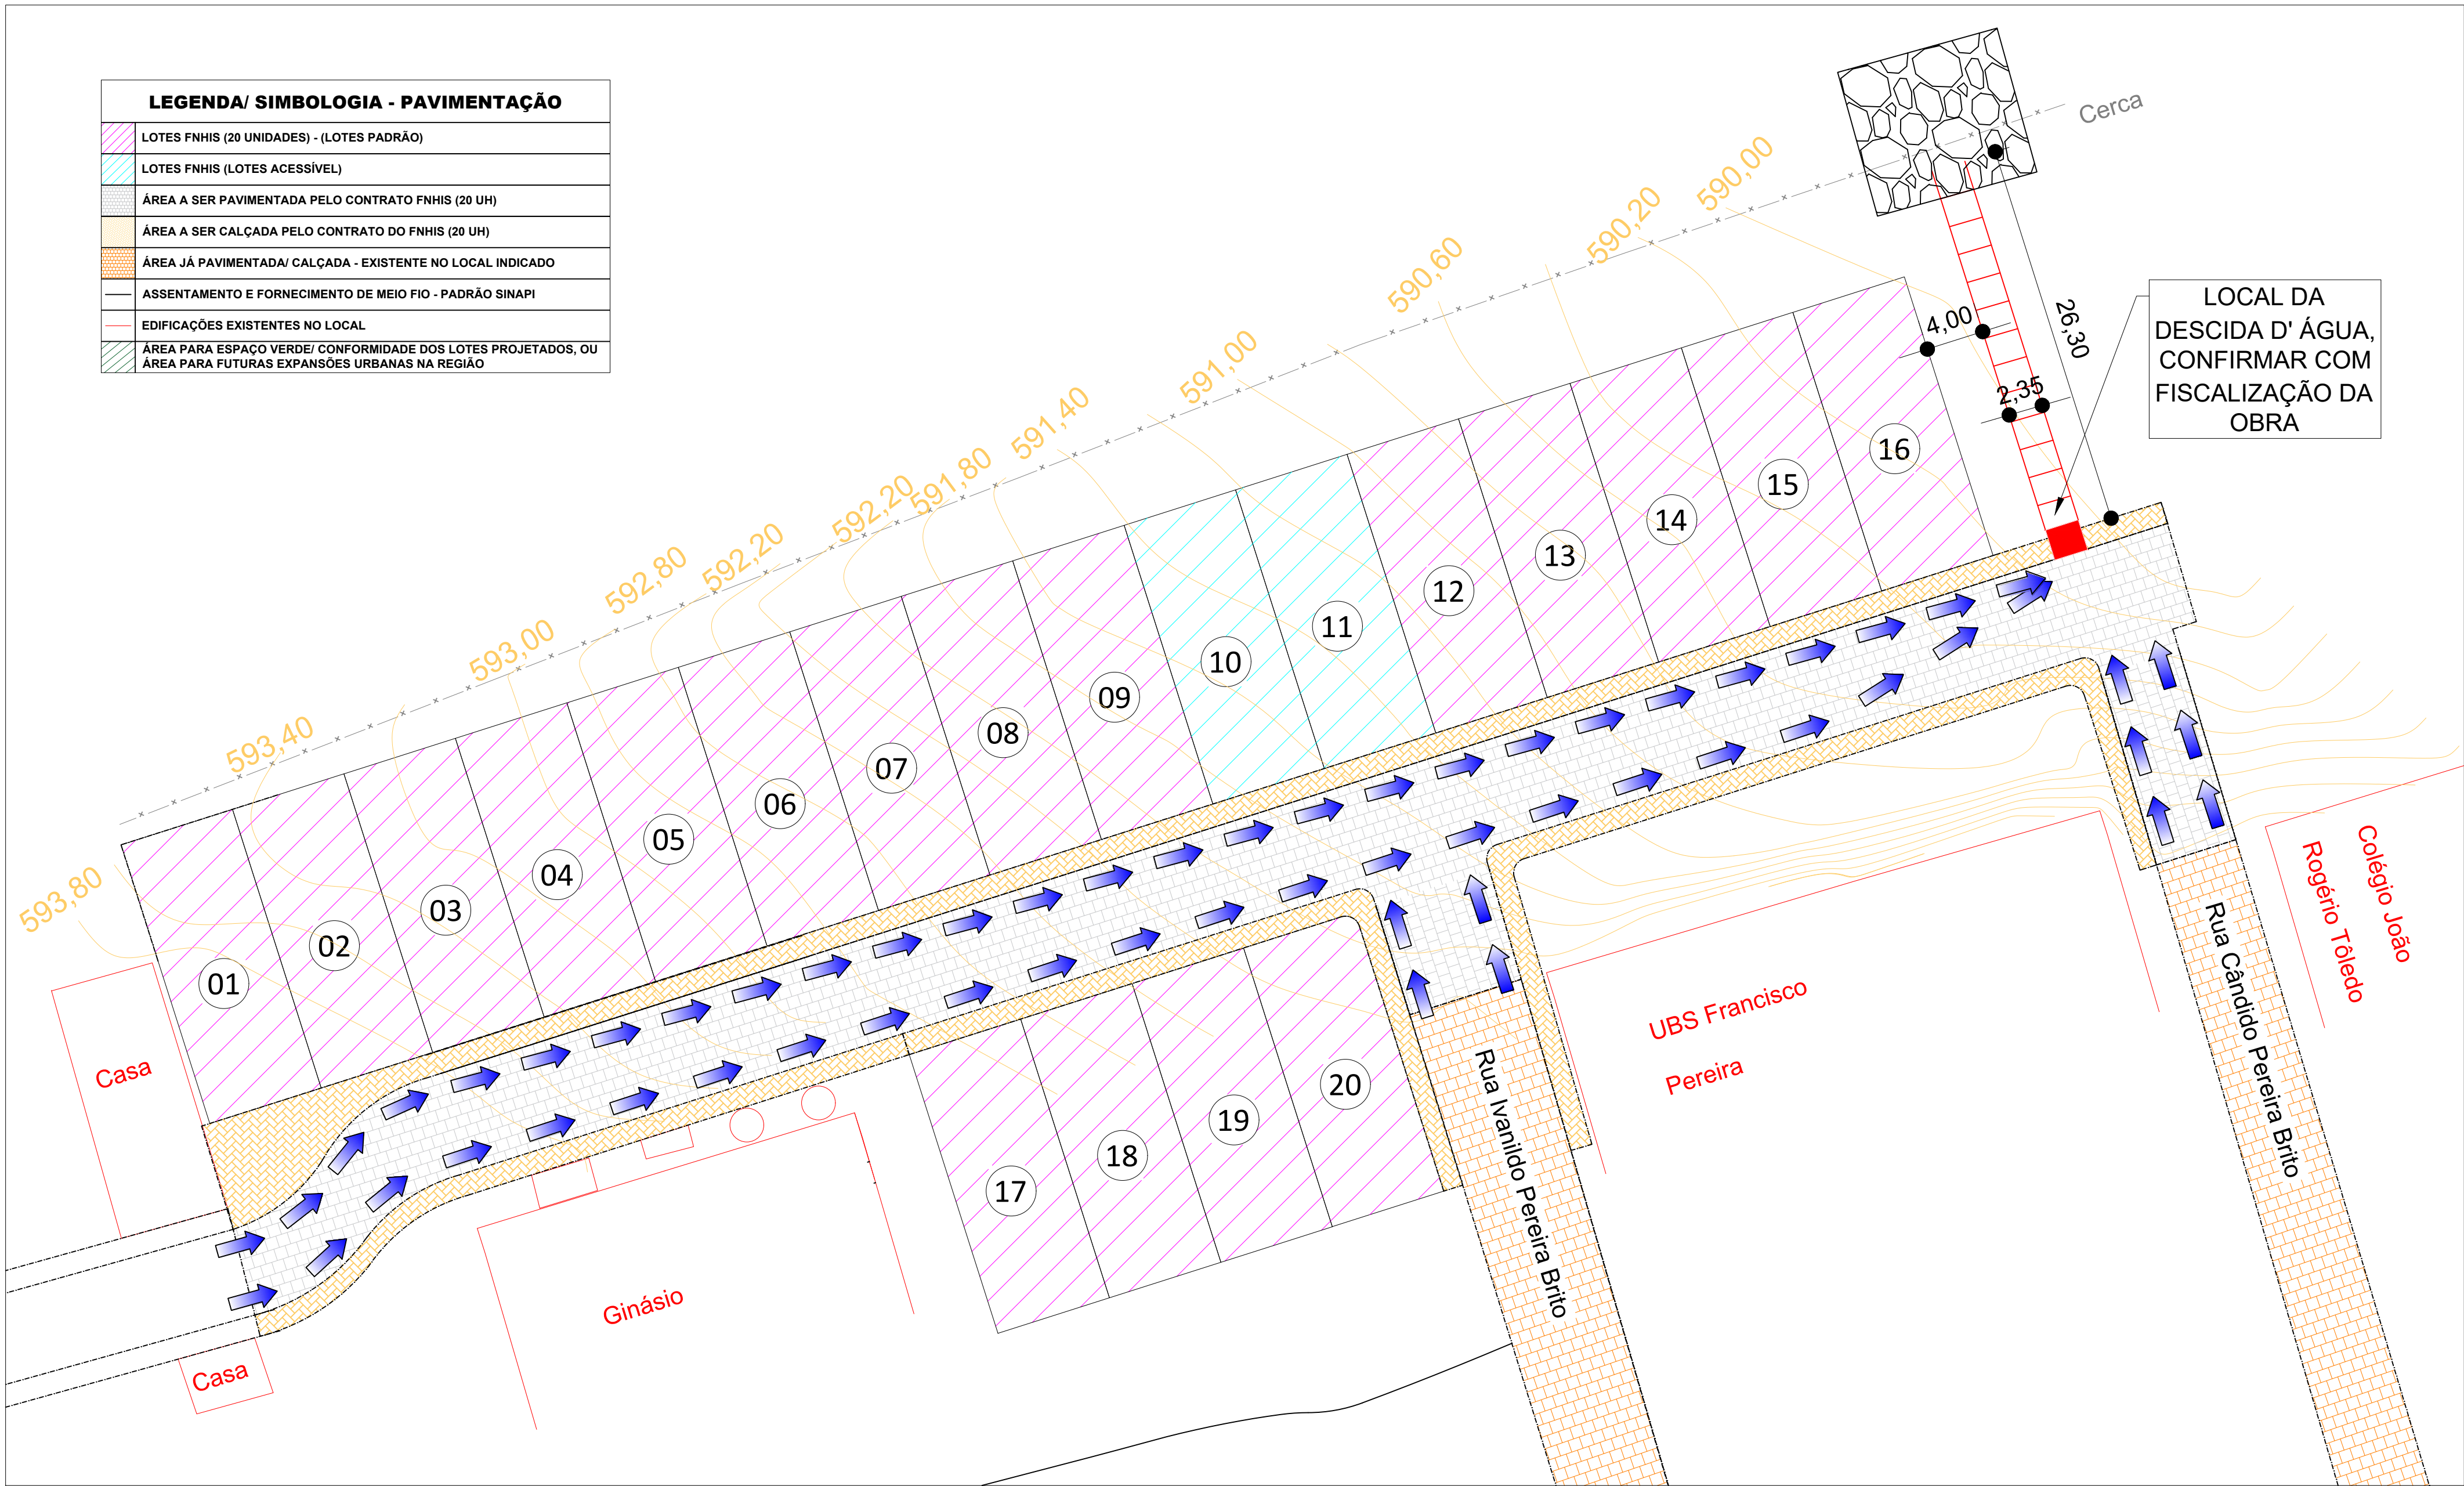 LEGENDA/ SIMBOLOGIA - PAVIMENTAÇÃO
LOTES FNHIS (20 UNIDADES) - (LOTES PADRÃO)
LOTES FNHIS (LOTES ACESSÍVEL)
ÁREA A SER PAVIMENTADA PELO CONTRATO FNHIS (20 UH)
ÁREA A SER CALÇADA PELO CONTRATO DO FNHIS (20 UH)
ÁREA JÁ PAVIMENTADA/ CALÇADA - EXISTENTE NO LOCAL INDICADO
ASSENTAMENTO E FORNECIMENTO DE MEIO FIO - PADRÃO SINAPI
EDIFICAÇÕES EXISTENTES NO LOCAL
ÁREA PARA ESPAÇO VERDE/ CONFORMIDADE DOS LOTES PROJETADOS, OU
ÁREA PARA FUTURAS EXPANSÕES URBANAS NA REGIÃO
Cerca
590,00
590,20
590,60
591,00
591,40
591,80
592,20
592,20
592,80
593,00
593,40
593,80
4,00
26,30
2,35
LOCAL DA
DESCIDA D' ÁGUA,
CONFIRMAR COM
FISCALIZAÇÃO DA
OBRA
01
02
03
04
05
06
07
08
09
10
11
12
13
14
15
16
17
18
19
20
Casa
Casa
Ginásio
UBS Francisco
Pereira
Rua Ivanildo Pereira Brito
Rua Cândido Pereira Brito
Colégio João
Rogério Tôledo